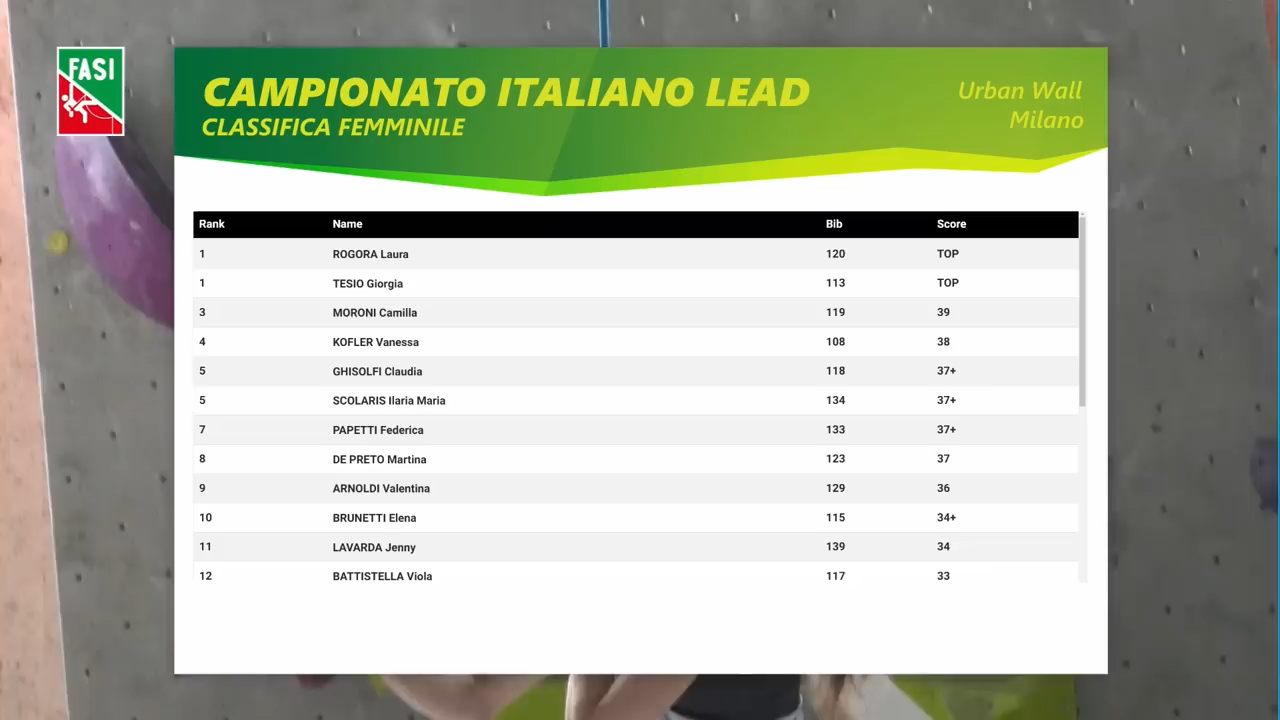 FASI
CAMPIONATO ITALIANO LEAD
CLASSIFICA FEMMINILE
Urban Wall
Milano
Rank Name Bib Score
1 ROGORA Laura 120 TOP
1 TESIO Giorgia 113 TOP
3 MORONI Camilla 119 39
4 KOFLER Vanessa 108 38
5 GHISOLFI Claudia 118 37+
5 SCOLARIS Ilaria Maria 134 37+
7 PAPETTI Federica 133 37+
8 DE PRETO Martina 123 37
9 ARNOLDI Valentina 129 36
10 BRUNETTI Elena 115 34+
11 LAVARDA Jenny 139 34
12 BATTISTELLA Viola 117 33